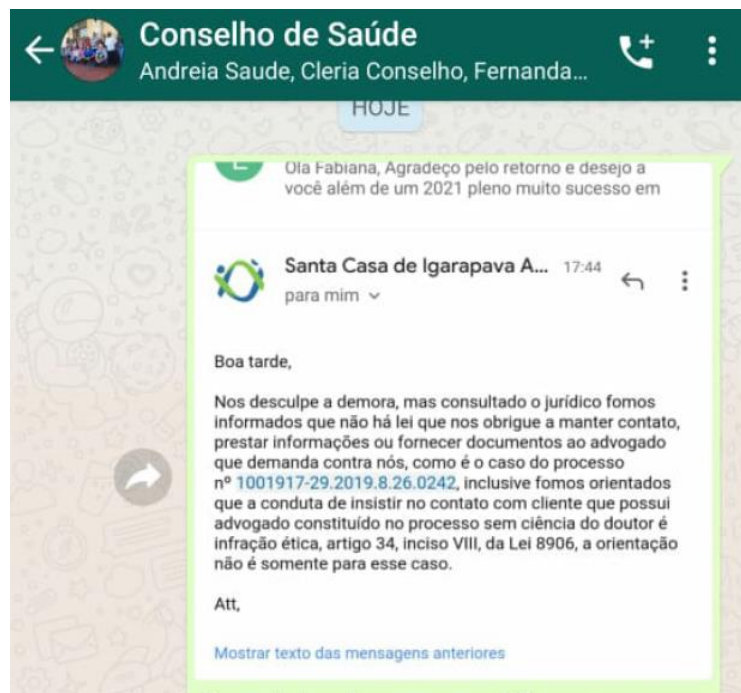 Conselho de Saúde
Andreia Saude, Cleria Conselho, Fernanda...
HOJE
Ola Fabiana, Agradeço pelo retorno e desejo a
você além de um 2021 pleno muito sucesso em
Santa Casa de Igarapava A... 17:44
para mim
Boa tarde,
Nos desculpe a demora, mas consultado o jurídico fomos
informados que não há lei que nos obrigue a manter contato,
prestar informações ou fornecer documentos ao advogado
que demanda contra nós, como é o caso do processo
nº 1001917-29.2019.8.26.0242, inclusive fomos orientados
que a conduta de insistir no contato com cliente que possui
advogado constituído no processo sem ciência do doutor é
infração ética, artigo 34, inciso VIII, da Lei 8906, a orientação
não é somente para esse caso.
Att,
Mostrar texto das mensagens anteriores